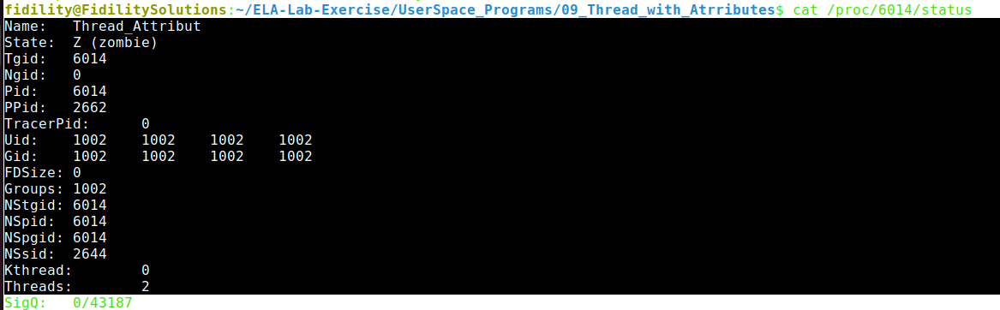 fidility@FidilitySolutions:~/ELA-Lab-Exercise/UserSpace_Programs/09_Thread_with_Atrributes$ cat /proc/6014/status
Name:	Thread_Attribut
State:	Z (zombie)
Tgid:	6014
Ngid:	0
Pid:	6014
PPid:	2662
TracerPid:	0
Uid:	1002	1002	1002	1002
Gid:	1002	1002	1002	1002
FDSize:	0
Groups:	1002
NStgid:	6014
NSpid:	6014
NSpgid:	6014
NSsid:	2644
Kthread:	0
Threads:	2
SigQ:	0/43187